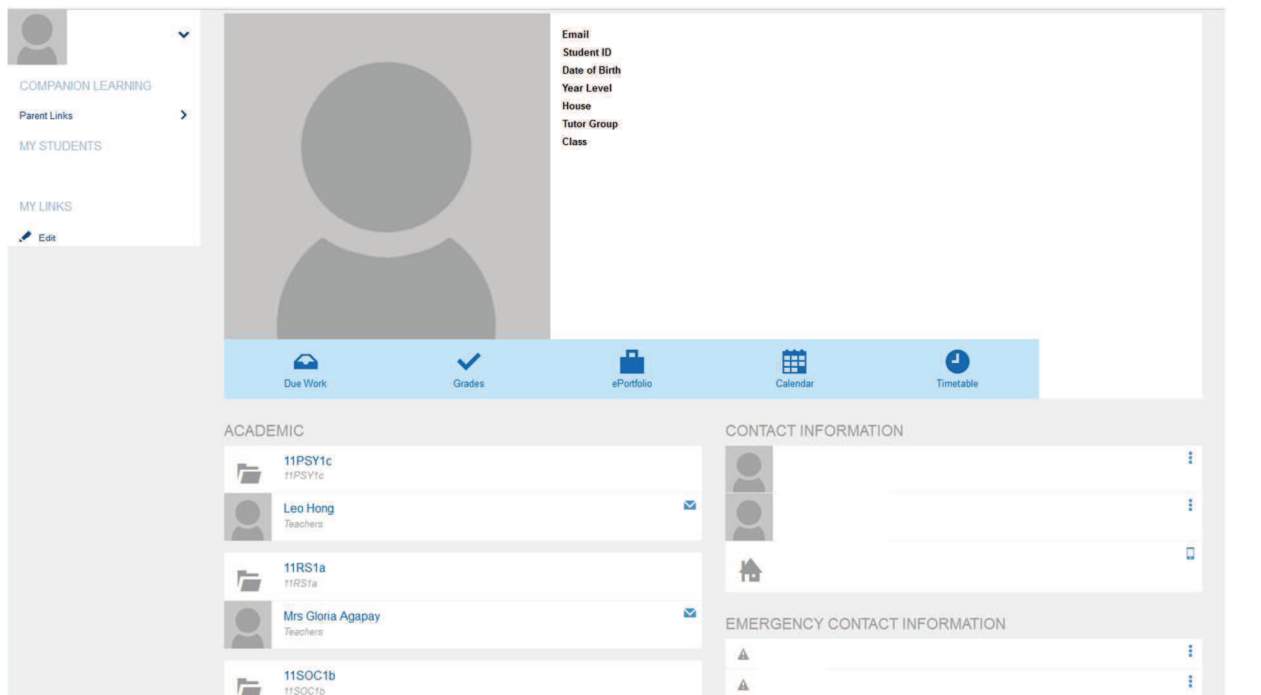 COMPANION LEARNING
Parent Links
MY STUDENTS
MY LINKS
Edit
Email
Student ID
Date of Birth
Year Level
House
Tutor Group
Class
Due Work
Grades
ePortfolio
Calendar
Timetable
ACADEMIC
11PSY1c
11PSY1c
Leo Hong
Teachers
11RS1a
11RS1a
Mrs Gloria Agapay
Teachers
11SOC1b
11SOC1b
CONTACT INFORMATION
EMERGENCY CONTACT INFORMATION